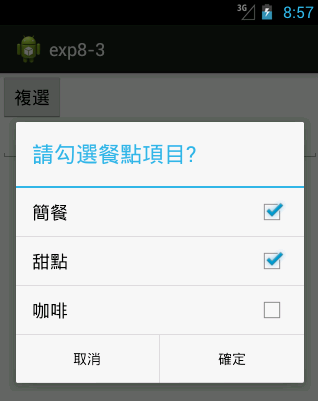 3G 8:57
exp8-3
複選
請勾選餐點項目?
簡餐
甜點
咖啡
取消 確定